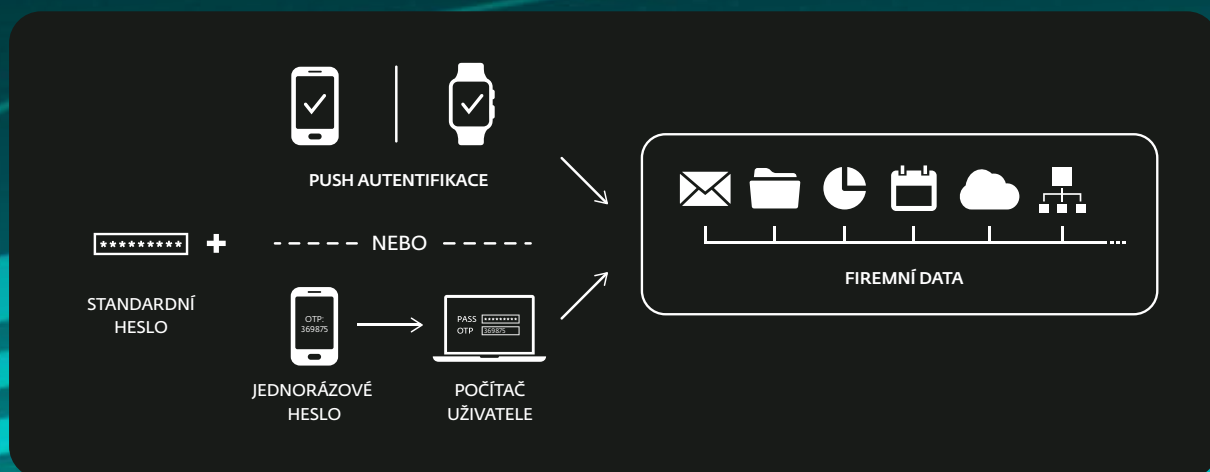 PUSH AUTENTIFIKACE
*********
NEBO
STANDARDNÍ
HESLO
OTP:
369875
PASS *********
OTP 369875
JEDNORÁZOVÉ
HESLO
POČÍTAČ
UŽIVATELE
FIREMNÍ DATA